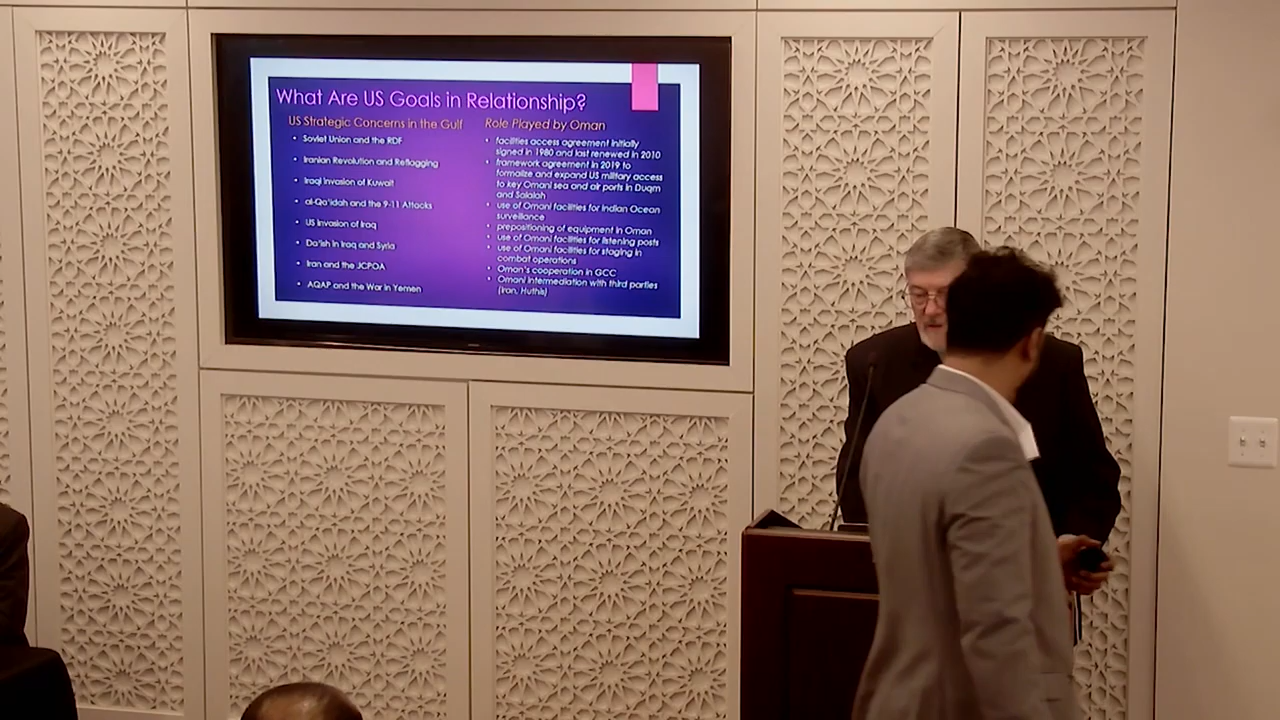 What Are US Goals in Relationship?
US Strategic Concerns in the Gulf
• Soviet Union and the RDF
• Iranian Revolution and Reflagging
• Iraqi Invasion of Kuwait
• al-Qa'idah and the 9-11 Attacks
• US Invasion of Iraq
• Da'ish in Iraq and Syria
• Iran and the JCPOA
• AQAP and the War in Yemen
Role Played by Oman
• facilities access agreement initially
signed in 1980 and last renewed in 2010
• framework agreement in 2019 to
formalize and expand US military access
to key Omani sea and air ports in Duqm
and Salalah
• use of Omani facilities for Indian Ocean
surveillance
• prepositioning of equipment in Oman
• use of Omani facilities for listening posts
• use of Omani facilities for staging in
combat operations
• Oman's cooperation in GCC
• Omani intermediation with third parties
(Iran, Huthis)